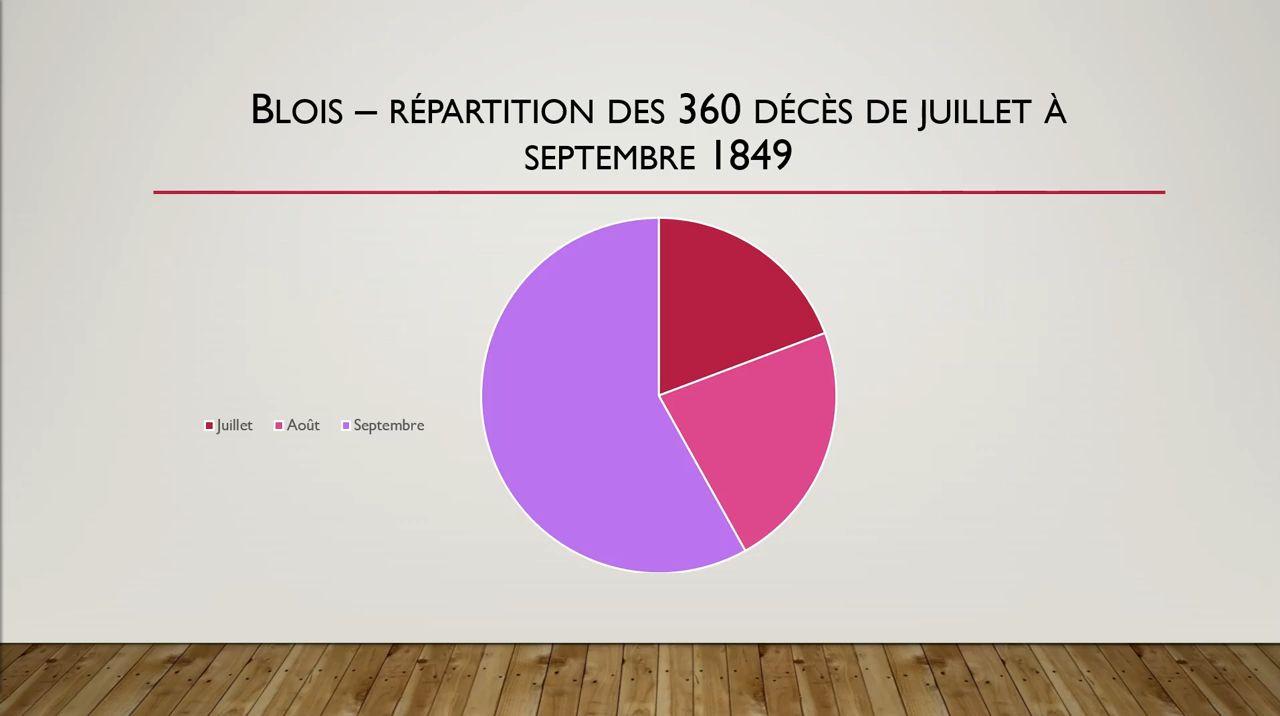 Blois – répartition des 360 décès de juillet à
septembre 1849
Juillet Août Septembre